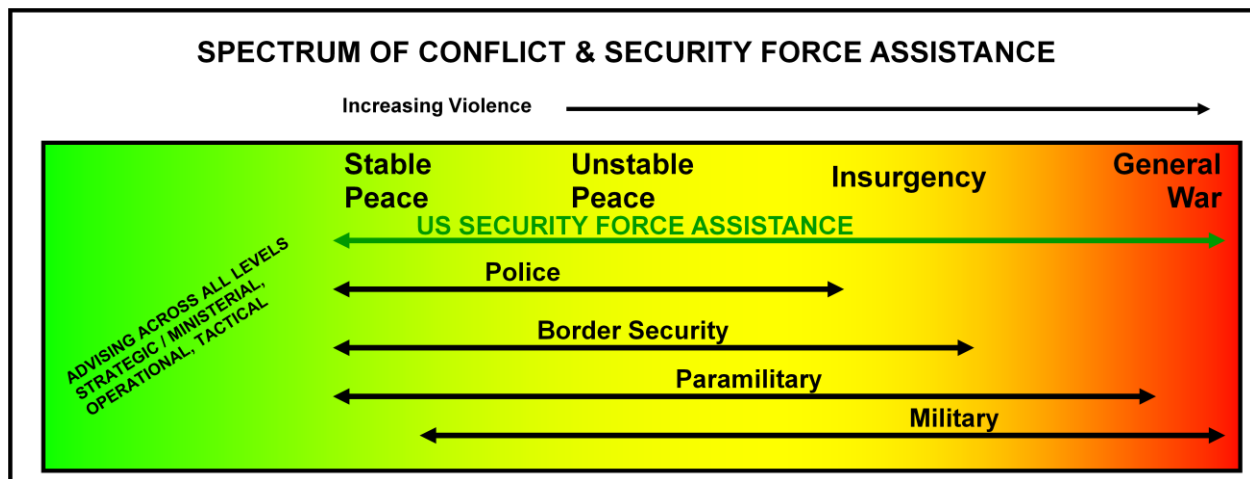 SPECTRUM OF CONFLICT & SECURITY FORCE ASSISTANCE
Increasing Violence
Stable
Peace
Unstable
Peace
Insurgency
General
War
US SECURITY FORCE ASSISTANCE
Police
Border Security
Paramilitary
Military
ADVISING ACROSS ALL LEVELS
STRATEGIC / MINISTERIAL,
OPERATIONAL, TACTICAL